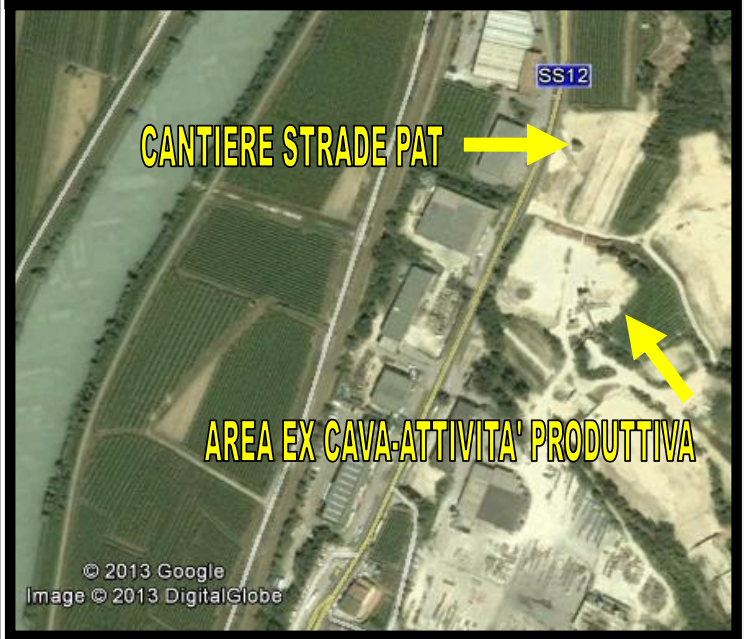 SS12
CANTIERE STRADE PAT
AREA EX CAVA-ATTIVITA' PRODUTTIVA
© 2013 Google
Image © 2013 DigitalGlobe